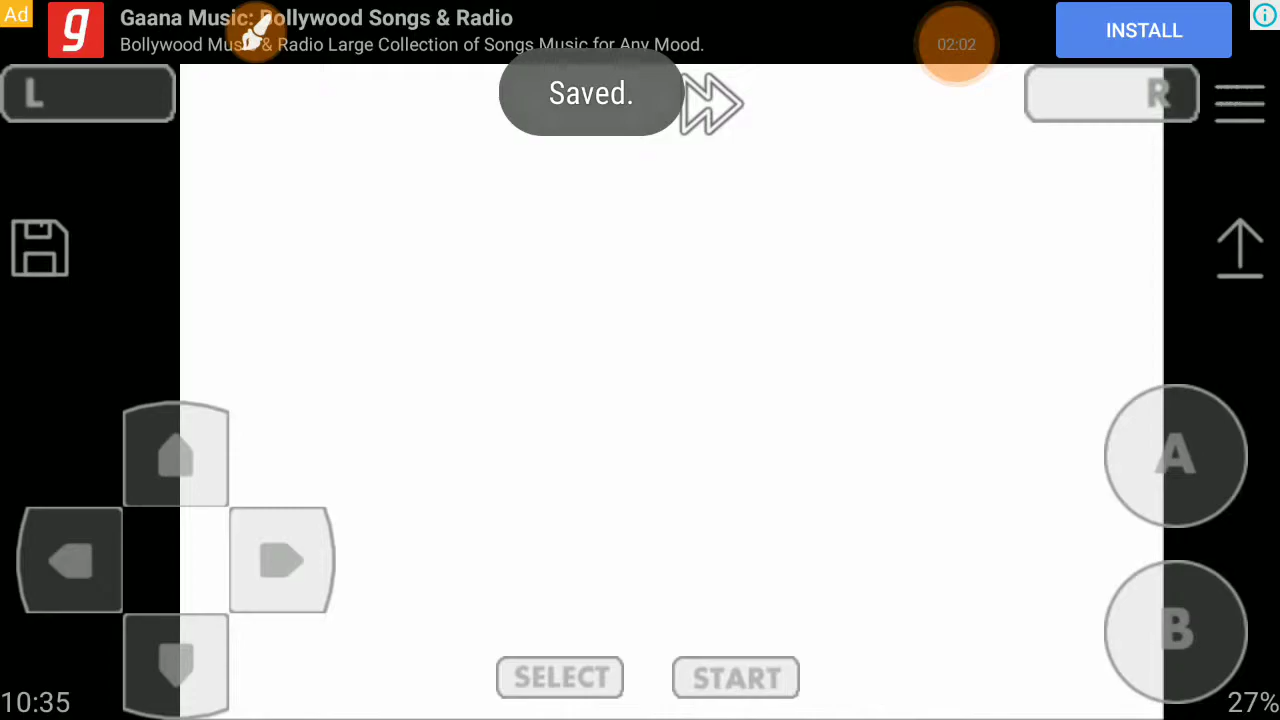 Ad
g
Gaana Music: Bollywood Songs & Radio
Bollywood Music & Radio Large Collection of Songs Music for Any Mood.
02:02
INSTALL
L
Saved.
R
A
B
SELECT
START
10:35
27%